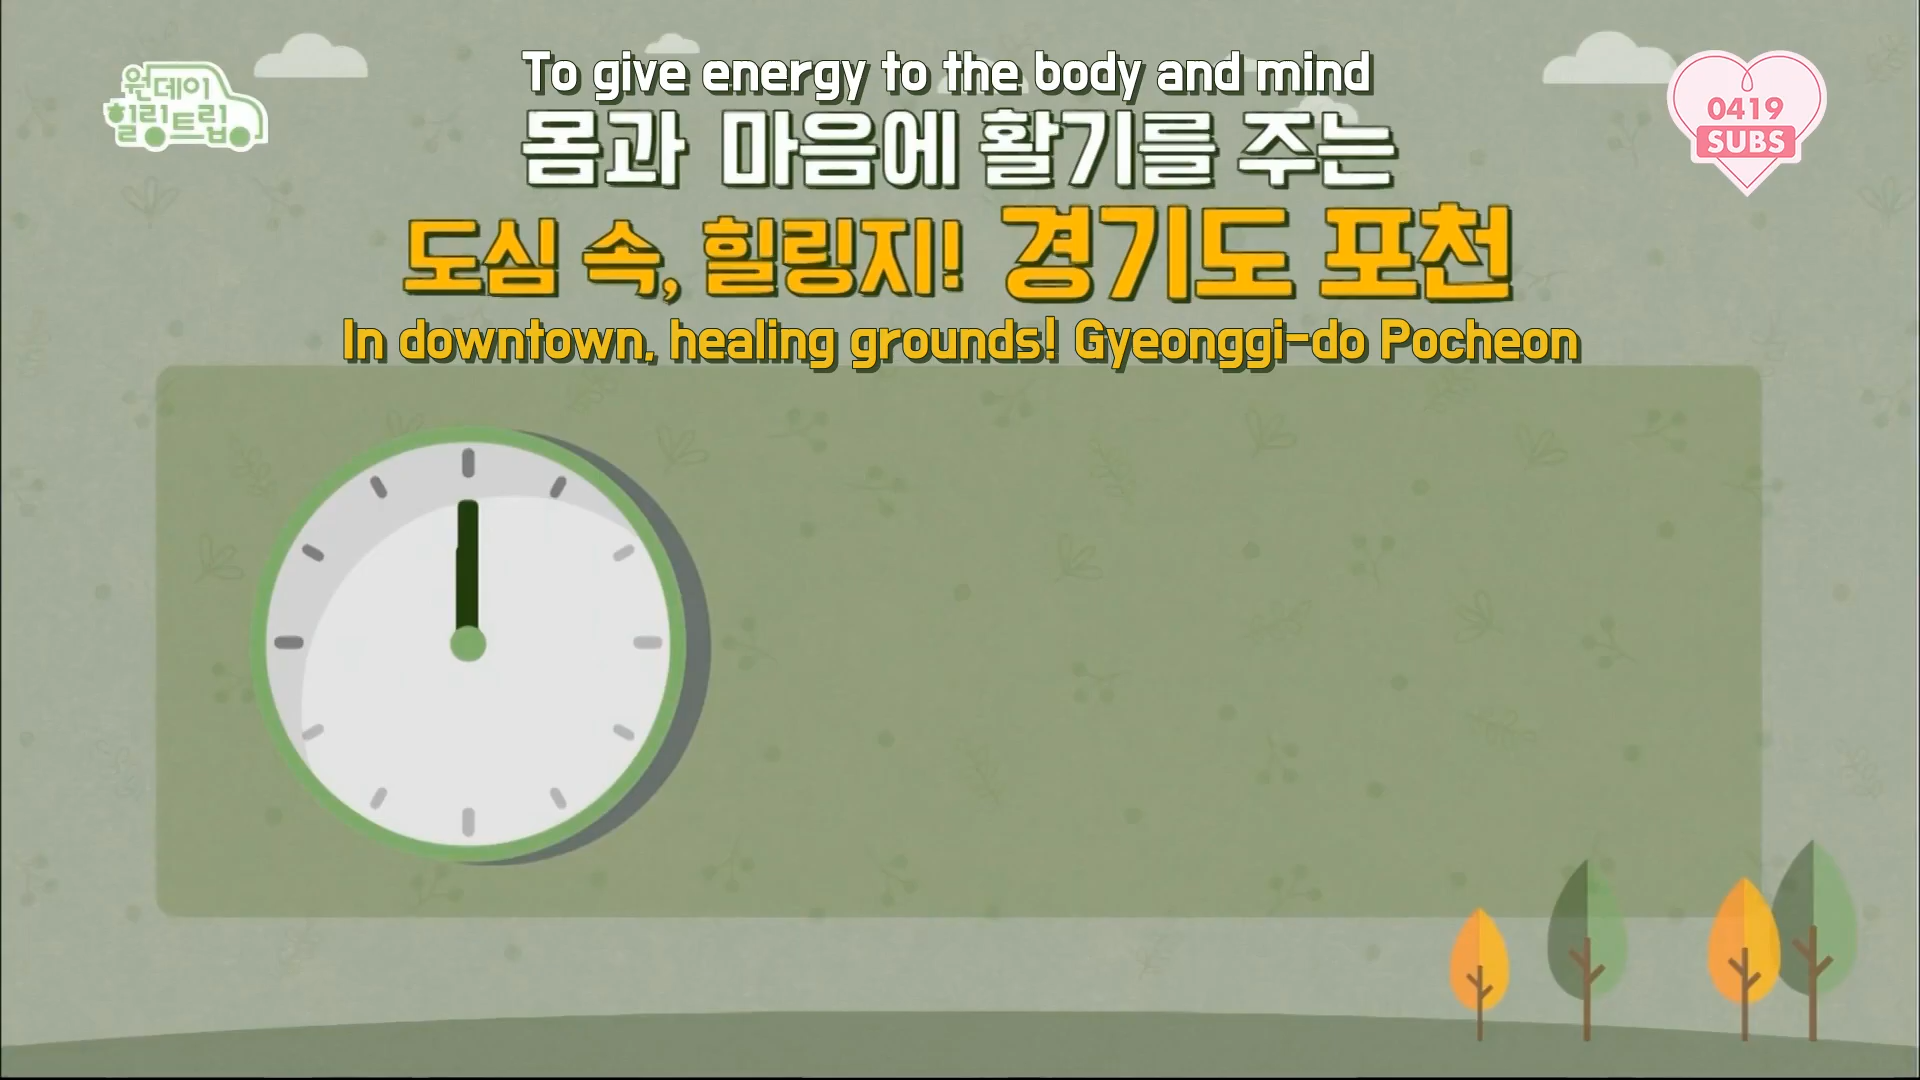 원데이
힐링트립
To give energy to the body and mind
몸과 마음에 활기를 주는
도심 속, 힐링지! 경기도 포천
In downtown, healing grounds! Gyeonggi-do Pocheon
0419
SUBS